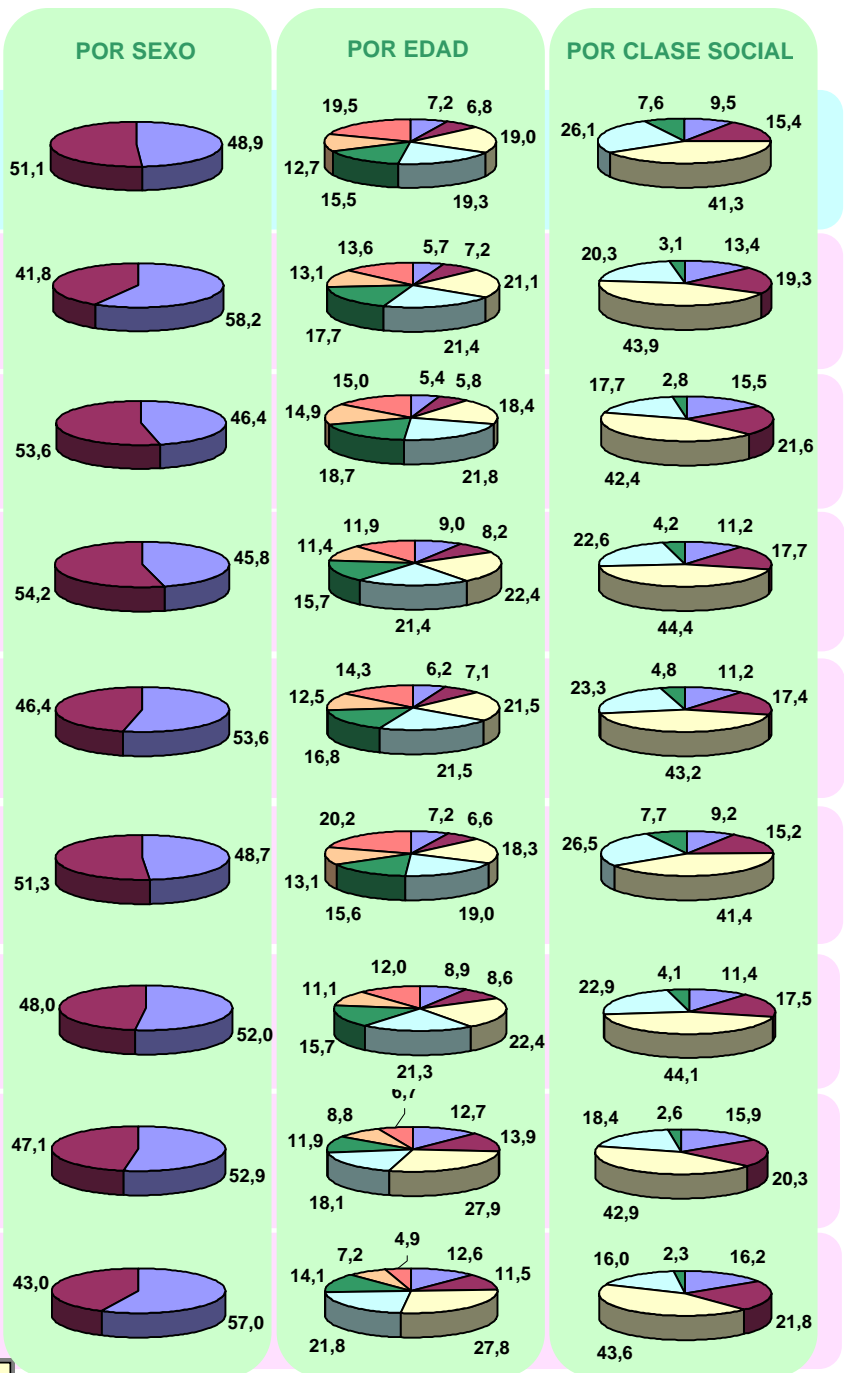 POR SEXO POR EDAD POR CLASE SOCIAL
19,5 7,2 6,8 7,6 9,5
48,9 19,0 26,1 15,4
51,1 12,7
15,5 19,3 41,3
13,6 5,7 7,2 20,3 3,1 13,4
41,8 13,1 21,1 19,3
58,2 17,7 21,4 43,9
15,0 5,4 5,8 17,7 2,8 15,5
46,4 14,9 18,4
53,6 18,7 21,8 42,4 21,6
11,9 9,0 8,2 22,6 4,2 11,2
45,8 11,4 17,7
54,2 15,7 22,4
21,4 44,4
14,3 6,2 7,1 23,3 4,8 11,2
46,4 12,5 21,5 17,4
53,6 16,8 21,5 43,2
20,2 7,2 6,6 7,7 9,2
48,7 18,3 26,5 15,2
51,3 13,1
15,6 19,0 41,4
12,0 8,9 8,6 22,9 4,1 11,4
48,0 11,1 17,5
52,0 15,7 22,4
21,3 44,1
6,7
8,8 12,7 18,4 2,6 15,9
47,1 11,9 13,9
52,9 18,1 27,9 42,9 20,3
4,9
7,2 12,6 16,0 2,3 16,2
43,0 14,1 11,5
57,0 21,8 27,8 43,6 21,8